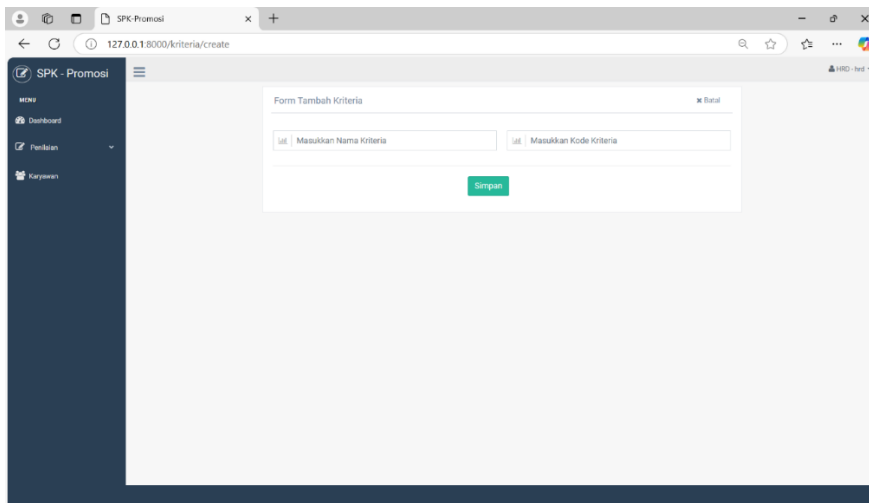 SPK-Promosi
127.0.0.1:8000/kriteria/create
SPK - Promosi
HRD - hrd
MENU
Dashboard
Penilaian
Karyawan
Form Tambah Kriteria
Batal
Masukkan Nama Kriteria
Masukkan Kode Kriteria
Simpan